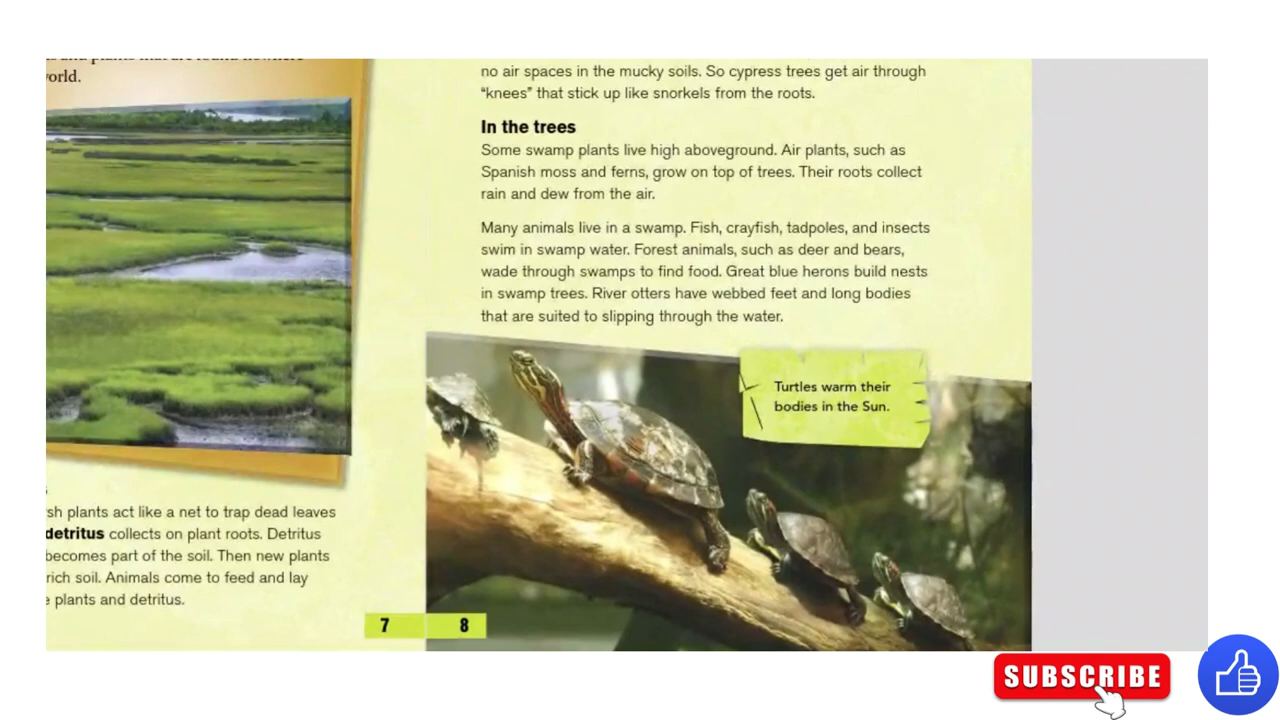 world.
sh plants act like a net to trap dead leaves
detritus collects on plant roots. Detritus
becomes part of the soil. Then new plants
rich soil. Animals come to feed and lay
e plants and detritus.
7
no air spaces in the mucky soils. So cypress trees get air through
“knees” that stick up like snorkels from the roots.
In the trees
Some swamp plants live high aboveground. Air plants, such as
Spanish moss and ferns, grow on top of trees. Their roots collect
rain and dew from the air.
Many animals live in a swamp. Fish, crayfish, tadpoles, and insects
swim in swamp water. Forest animals, such as deer and bears,
wade through swamps to find food. Great blue herons build nests
in swamp trees. River otters have webbed feet and long bodies
that are suited to slipping through the water.
Turtles warm their
bodies in the Sun.
8
SUBSCRIBE